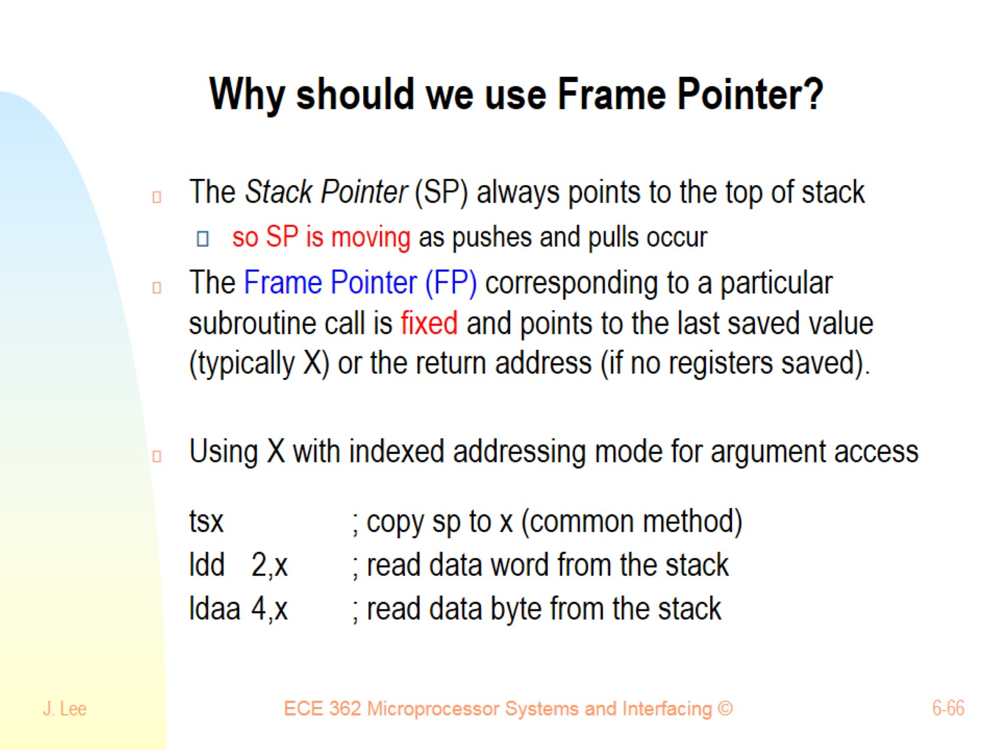 Why should we use Frame Pointer?
The Stack Pointer (SP) always points to the top of stack
so SP is moving as pushes and pulls occur
The Frame Pointer (FP) corresponding to a particular
subroutine call is fixed and points to the last saved value
(typically X) or the return address (if no registers saved).
Using X with indexed addressing mode for argument access
tsx ; copy sp to x (common method)
ldd 2,x ; read data word from the stack
ldaa 4,x ; read data byte from the stack
J. Lee ECE 362 Microprocessor Systems and Interfacing © 6-66